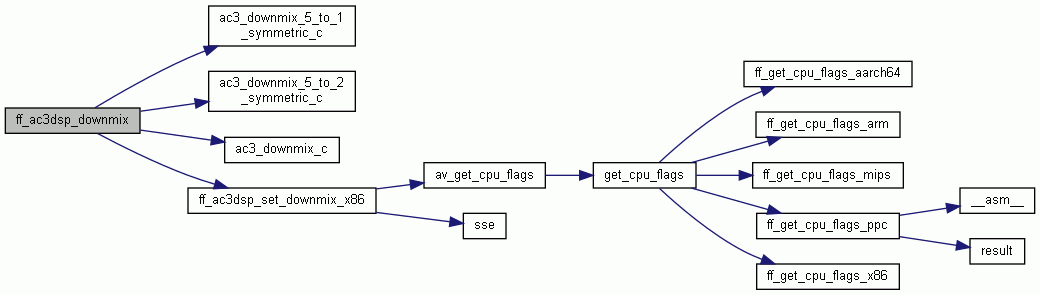 ff_ac3dsp_downmix
ac3_downmix_5_to_1
_symmetric_c
ac3_downmix_5_to_2
_symmetric_c
ac3_downmix_c
ff_ac3dsp_set_downmix_x86
av_get_cpu_flags
sse
get_cpu_flags
ff_get_cpu_flags_aarch64
ff_get_cpu_flags_arm
ff_get_cpu_flags_mips
ff_get_cpu_flags_ppc
ff_get_cpu_flags_x86
__asm__
result